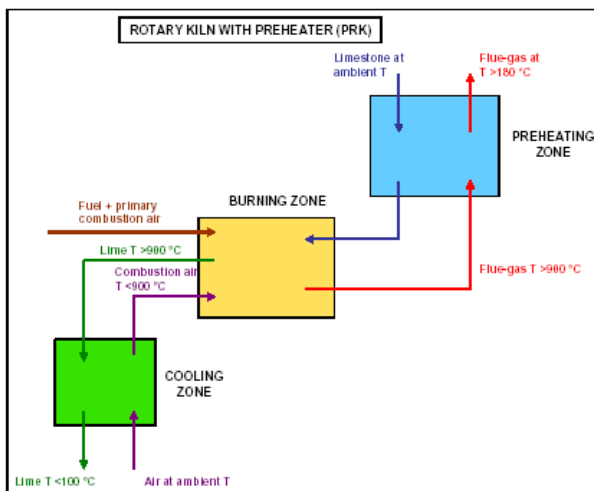 ROTARY KILN WITH PREHEATER (PRK)
Limestone at
ambient T
Flue-gas at
T >180 °C
PREHEATING
ZONE
BURNING ZONE
Fuel + primary
combustion air
Lime T >900 °C
Combustion air
T <900 °C
Flue-gas T >900 °C
COOLING
ZONE
Lime T <100 °C
Air at ambient T